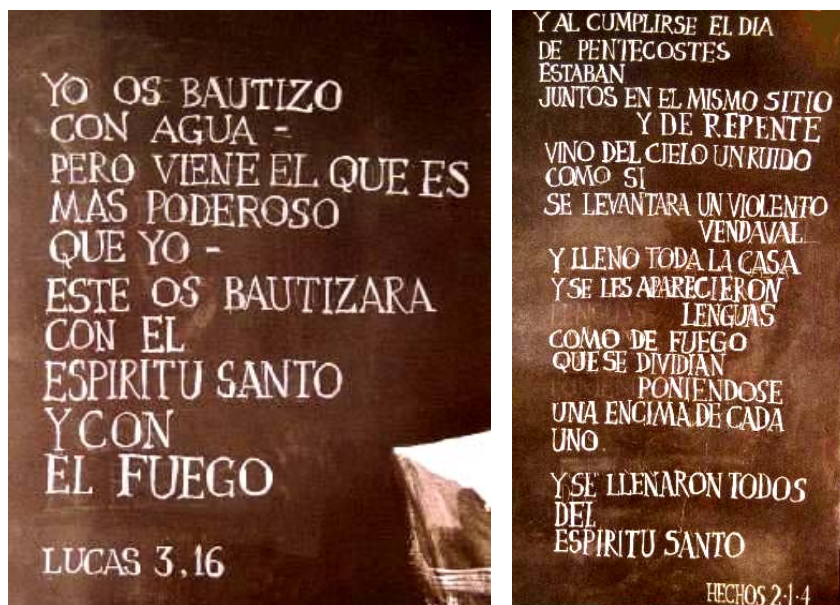 YO OS BAUTIZO
CON AGUA -
PERO VIENE EL QUE ES
MAS PODEROSO
QUE YO -
ESTE OS BAUTIZARA
CON EL
ESPIRITU SANTO
Y CON
EL FUEGO
LUCAS 3,16
Y AL CUMPLIRSE EL DIA
DE PENTECOSTES
ESTABAN
JUNTOS EN EL MISMO SITIO
Y DE REPENTE
VINO DEL CIELO UN RUIDO
COMO SI
SE LEVANTARA UN VIOLENTO
VENDAVAL
Y LLENO TODA LA CASA
Y SE LES APARECIERON
LENGUAS
COMO DE FUEGO
QUE SE DIVIDIAN
PONIENDOSE
UNA ENCIMA DE CADA
UNO.
Y SE LLENARON TODOS
DEL
ESPIRITU SANTO
HECHOS 2·1·4